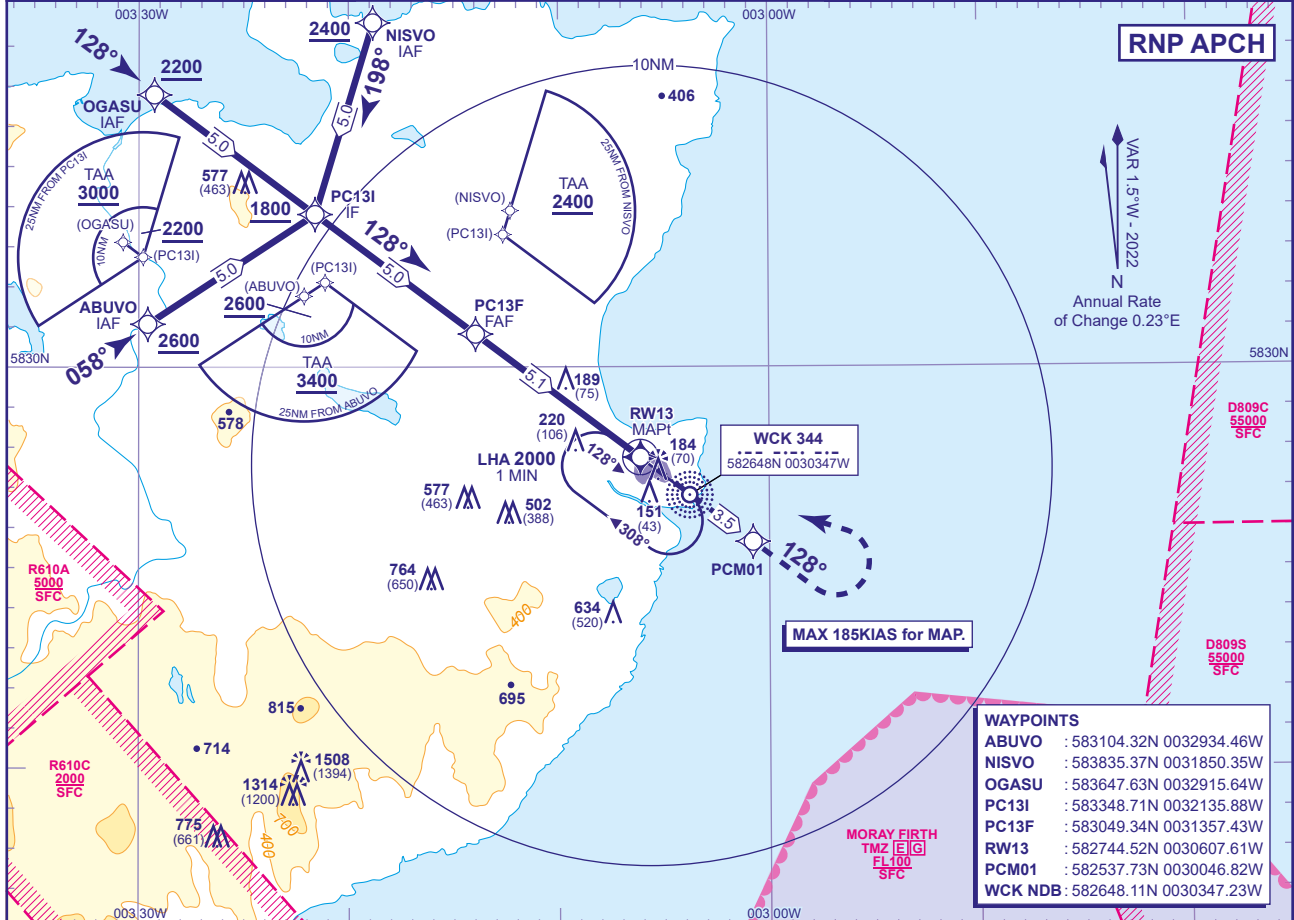 003 30W
003 00W
RNP APCH
2400
NISVO
IAF
128°
2200
OGASU
IAF
198°
5.0
5.0
10NM
406
VAR 1.5°W - 2022
N
Annual Rate
of Change 0.23°E
25NM FROM PC13I
TAA
3000
2200
(OGASU)
10NM
(PC13I)
577
(463)
PC13I
IF
1800
128°
5.0
TAA
2400
25NM FROM NISVO
(NISVO)
(PC13I)
5.0
ABUVO
IAF
2600
058°
(PC13I)
(ABUVO)
2600
10NM
TAA
3400
25NM FROM ABUVO
PC13F
FAF
5830N
5830N
5.1
189
(75)
578
220
(106)
RW13
MAPt
184
(70)
128°
LHA 2000
1 MIN
WCK 344
582648N 0030347W
D809C
55000
SFC
577
(463)
502
(388)
151
(43)
308°
3.5
PCM01
128°
764
(650)
634
(520)
400
MAX 185KIAS for MAP.
R610A
5000
SFC
D809S
55000
SFC
695
815
714
1508
(1394)
1314
(1200)
R610C
2000
SFC
775
(661)
400
700
MORAY FIRTH
TMZ E G
FL100
SFC
WAYPOINTS
ABUVO : 583104.32N 0032934.46W
NISVO : 583835.37N 0031850.35W
OGASU : 583647.63N 0032915.64W
PC13I : 583348.71N 0032135.88W
PC13F : 583049.34N 0031357.43W
RW13 : 582744.52N 0030607.61W
PCM01 : 582537.73N 0030046.82W
WCK NDB : 582648.11N 0030347.23W
003 30W
003 00W